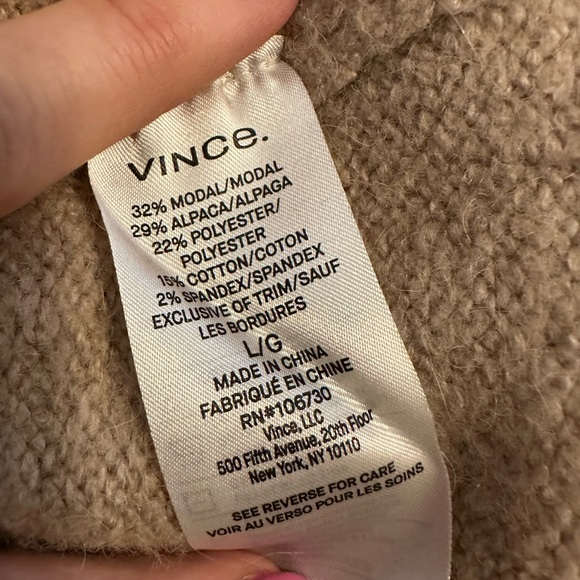 VINCE.
32% MODAL/MODAL
29% ALPACA/ALPAGA
22% POLYESTER/
POLYESTER
15% COTTON/COTON
2% SPANDEX/SPANDEX
EXCLUSIVE OF TRIM/SAUF
LES BORDURES
L/G
MADE IN CHINA
FABRIQUÉ EN CHINE
RN#106730
Vince, LLC
500 Fifth Avenue, 20th Floor
New York, NY 10110
SEE REVERSE FOR CARE
VOIR AU VERSO POUR LES SOINS